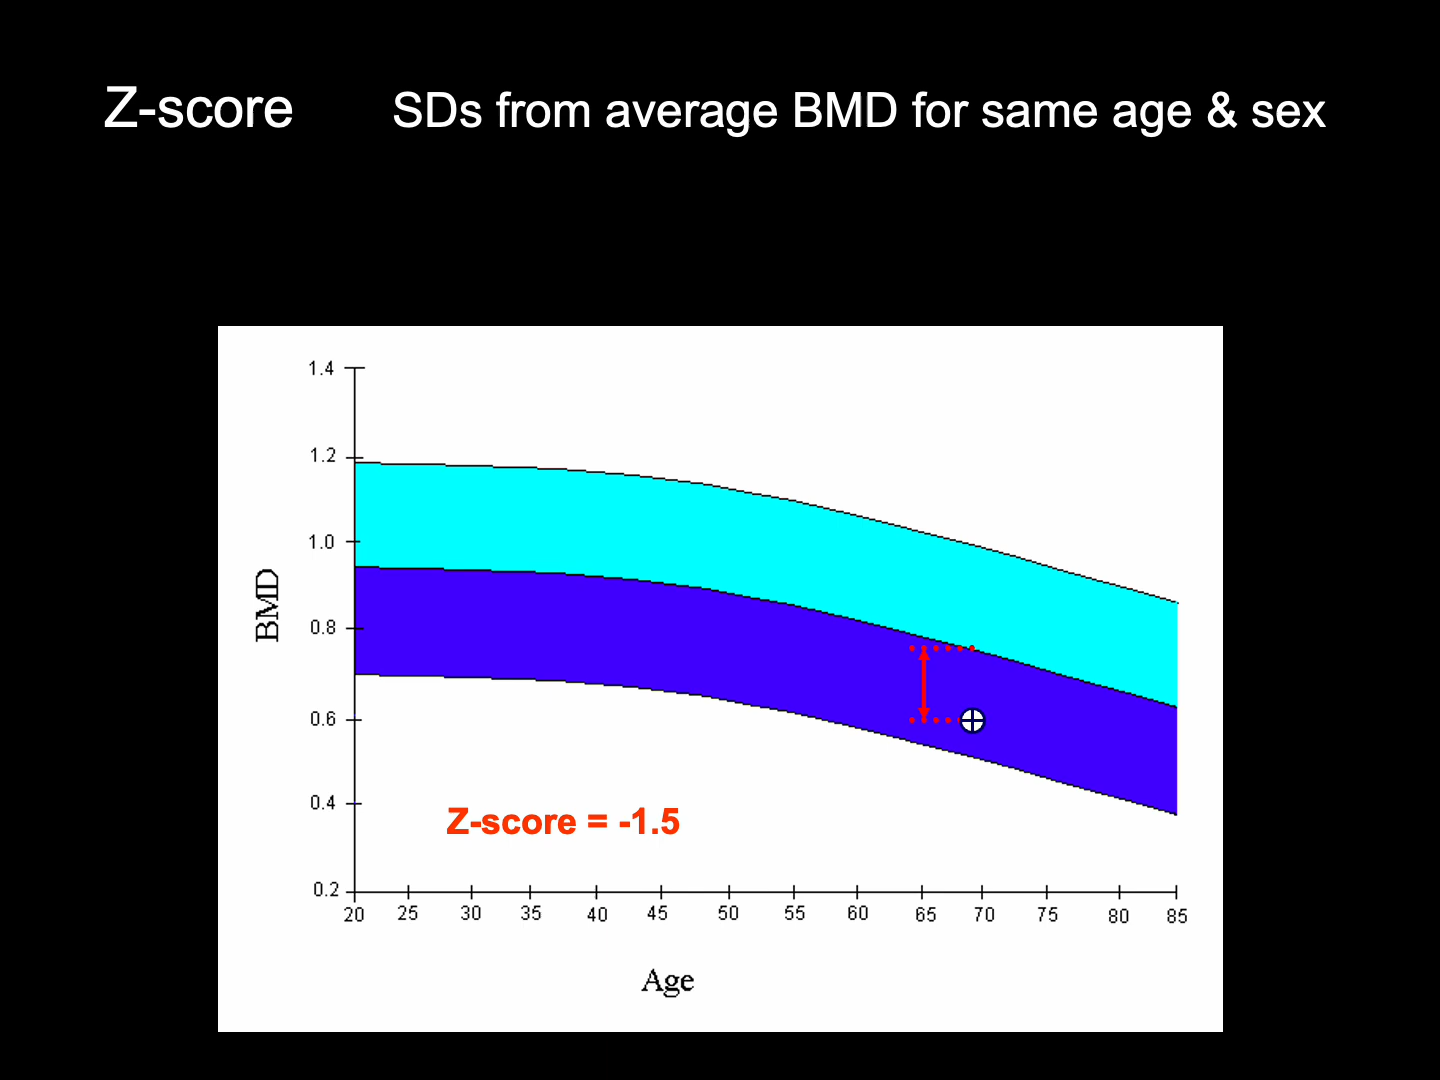 Z-score SDs from average BMD for same age & sex
1.4
1.2
1.0
0.8
0.6
0.4
0.2
BMD
Z-score = -1.5
20 25 30 35 40 45 50 55 60 65 70 75 80 85
Age